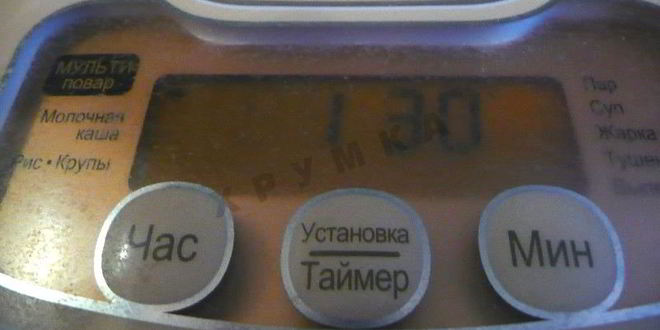 МУЛЬТИ-
повар
Молочная
каша
Рис • Крупы
1 30
Пар
Суп
Жарка
КРУМКА
Час
Установка
Таймер
Мин